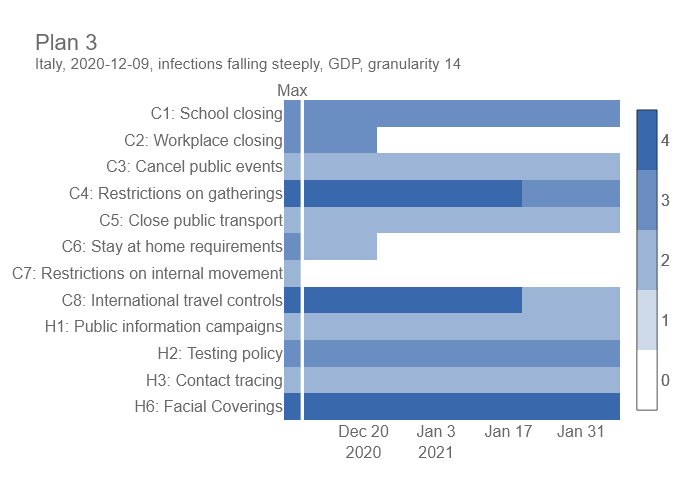 Plan 3
Italy, 2020-12-09, infections falling steeply, GDP, granularity 14
Max
C1: School closing
C2: Workplace closing
C3: Cancel public events
C4: Restrictions on gatherings
C5: Close public transport
C6: Stay at home requirements
C7: Restrictions on internal movement
C8: International travel controls
H1: Public information campaigns
H2: Testing policy
H3: Contact tracing
H6: Facial Coverings
Dec 20 Jan 3 Jan 17 Jan 31
2020 2021
4
3
2
1
0